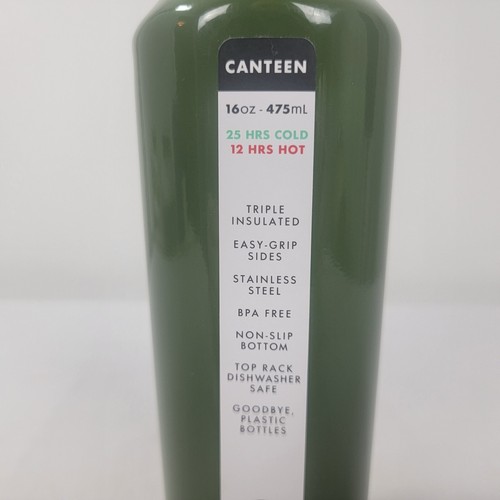 CANTEEN
16oz - 475mL
25 HRS COLD
12 HRS HOT
TRIPLE
INSULATED
EASY-GRIP
SIDES
STAINLESS
STEEL
BPA FREE
NON-SLIP
BOTTOM
TOP RACK
DISHWASHER
SAFE
GOODBYE,
PLASTIC
BOTTLES